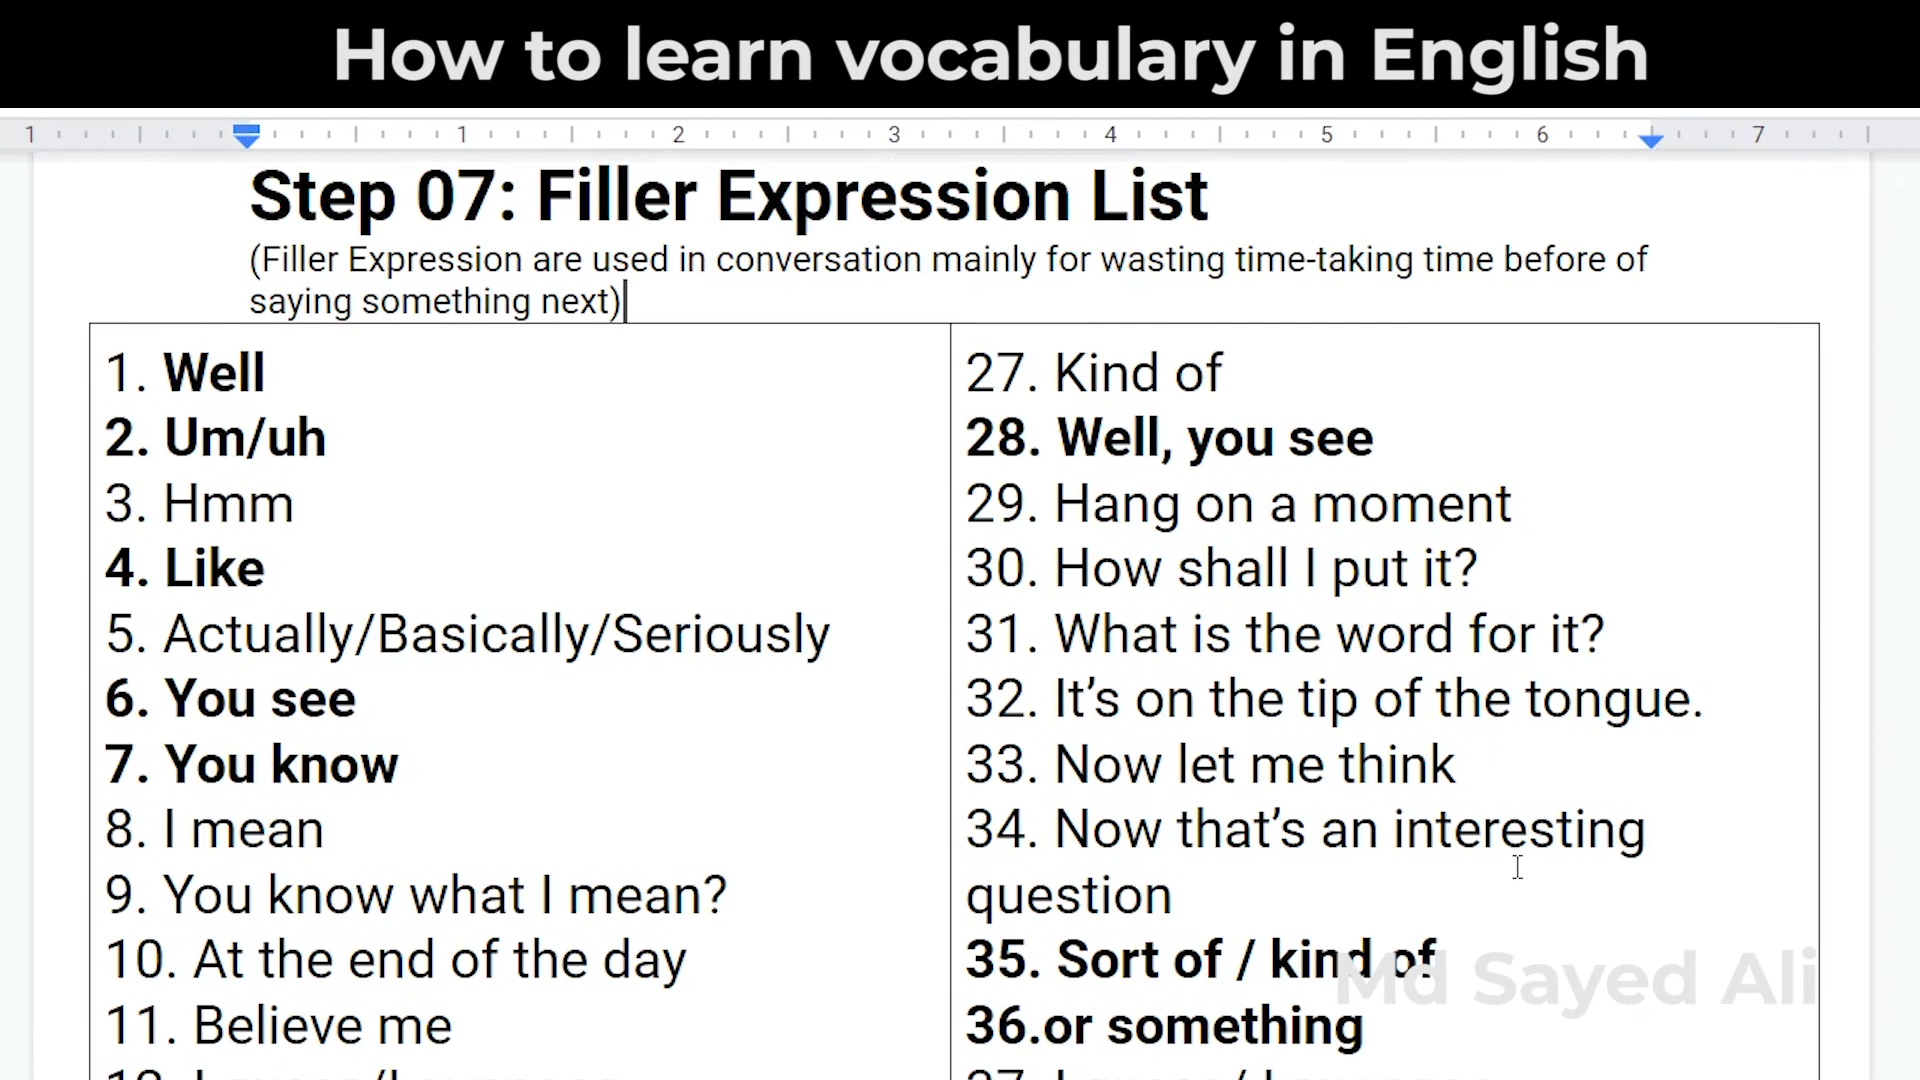 How to learn vocabulary in English
1 1 2 3 4 5 6 7
Step 07: Filler Expression List
(Filler Expression are used in conversation mainly for wasting time-taking time before of
saying something next)
1. Well
2. Um/uh
3. Hmm
4. Like
5. Actually/Basically/Seriously
6. You see
7. You know
8. I mean
9. You know what I mean?
10. At the end of the day
11. Believe me
27. Kind of
28. Well, you see
29. Hang on a moment
30. How shall I put it?
31. What is the word for it?
32. It’s on the tip of the tongue.
33. Now let me think
34. Now that’s an interesting
question
35. Sort of / kind of
36.or something
Md Sayed Ali